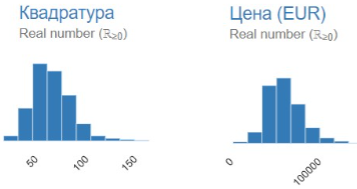 Квадратура
Real number (ℝ≥0)
50
100
150
Цена (EUR)
Real number (ℝ≥0)
0
100000